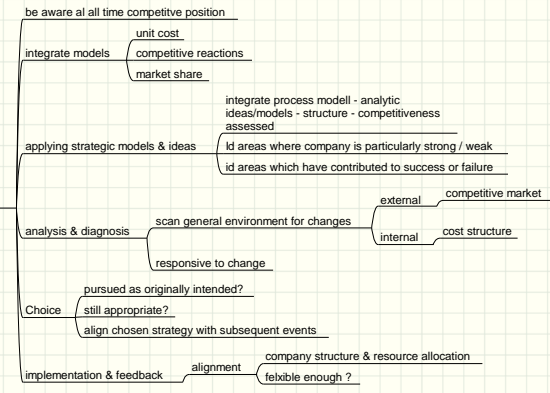 be aware al all time competitve position
integrate models
unit cost
competitive reactions
market share
applying strategic models & ideas
integrate process modell - analytic
ideas/models - structure - competitiveness
assessed
Id areas where company is particularly strong / weak
id areas which have contributed to success or failure
analysis & diagnosis
scan general environment for changes
external
competitive market
internal
cost structure
responsive to change
Choice
pursued as originally intended?
still appropriate?
align chosen strategy with subsequent events
implementation & feedback
alignment
company structure & resource allocation
felxible enough ?